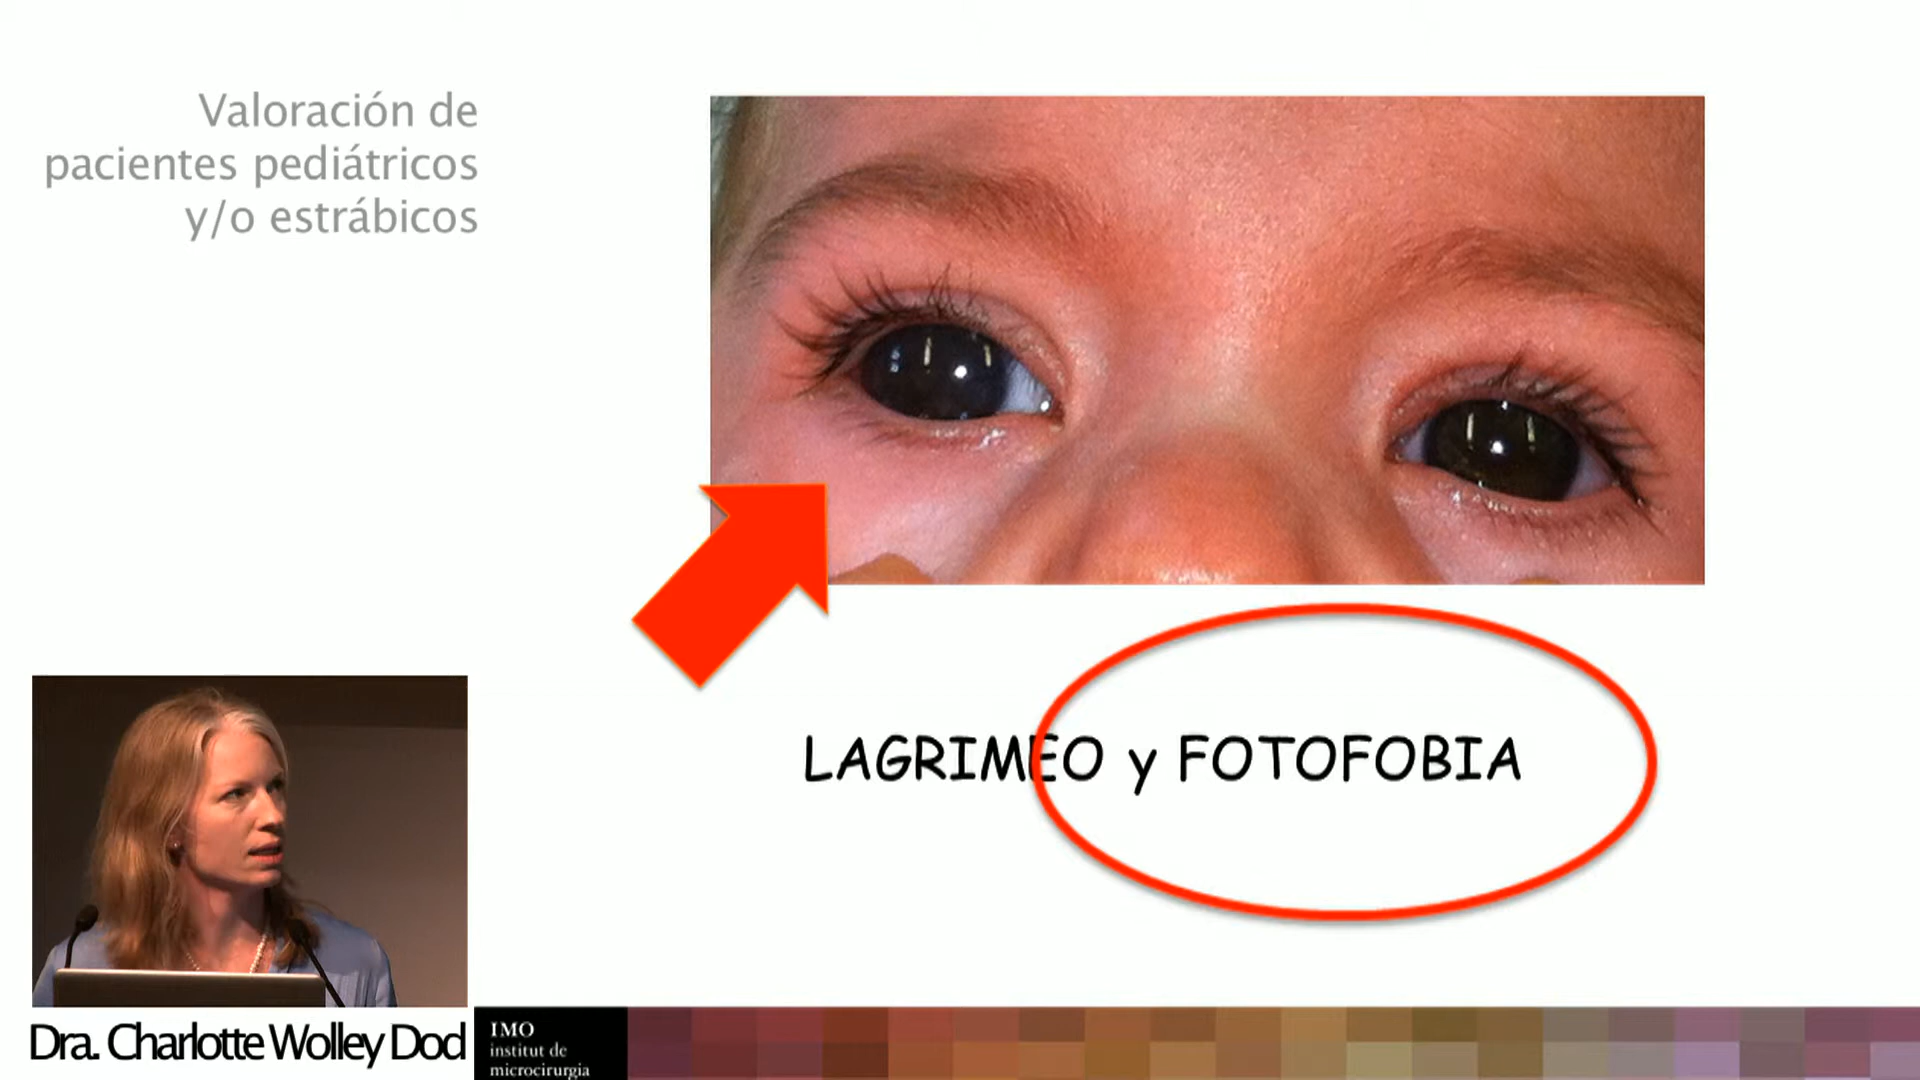 Valoración de
pacientes pediátricos
y/o estrábicos
LAGRIMEO y FOTOFOBIA
Dra. Charlotte Wolley Dod
IMO
institut de
microcirurgia